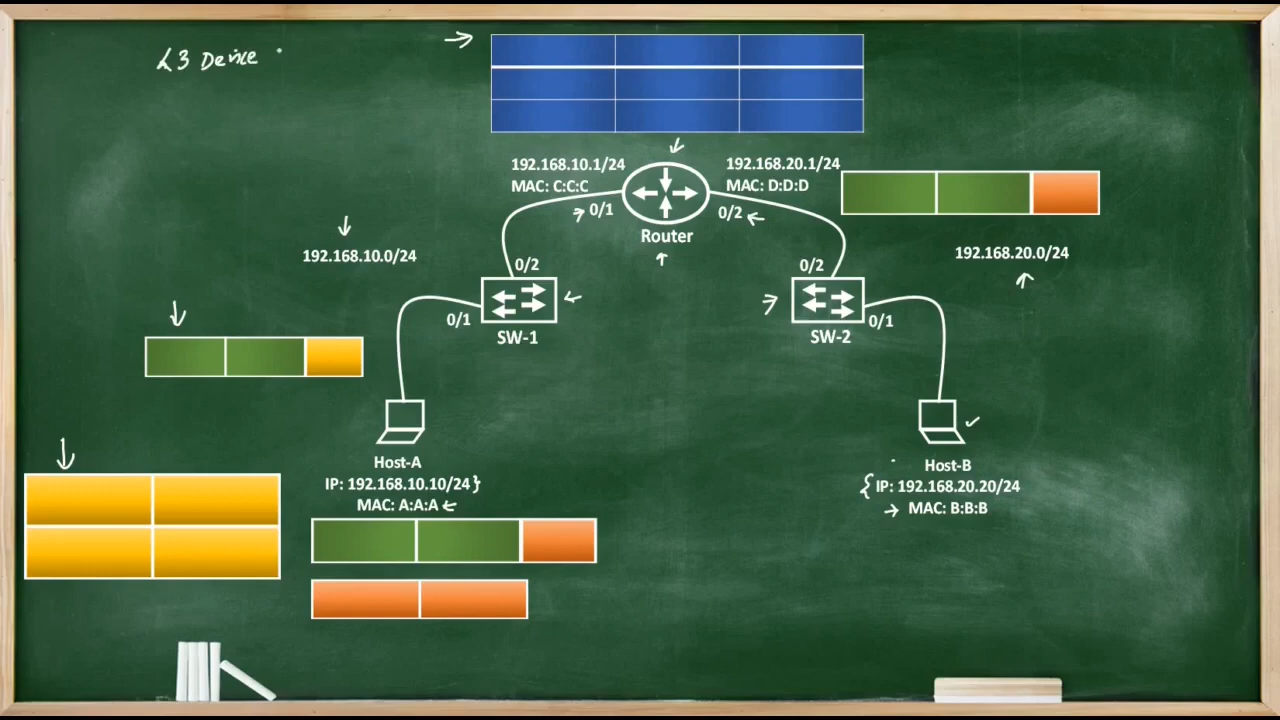 L3 Device
192.168.10.1/24
MAC: C:C:C
192.168.20.1/24
MAC: D:D:D
0/1
0/2
Router
192.168.10.0/24
192.168.20.0/24
0/2
0/2
0/1
0/1
SW-1
SW-2
Host-A
IP: 192.168.10.10/24}
MAC: A:A:A
Host-B
{IP: 192.168.20.20/24
MAC: B:B:B